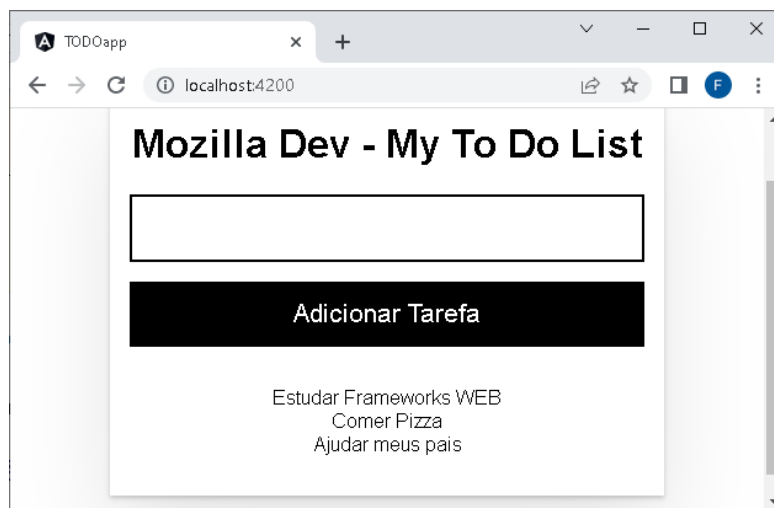 TODOapp
localhost:4200
F
Mozilla Dev - My To Do List
Adicionar Tarefa
Estudar Frameworks WEB
Comer Pizza
Ajudar meus pais